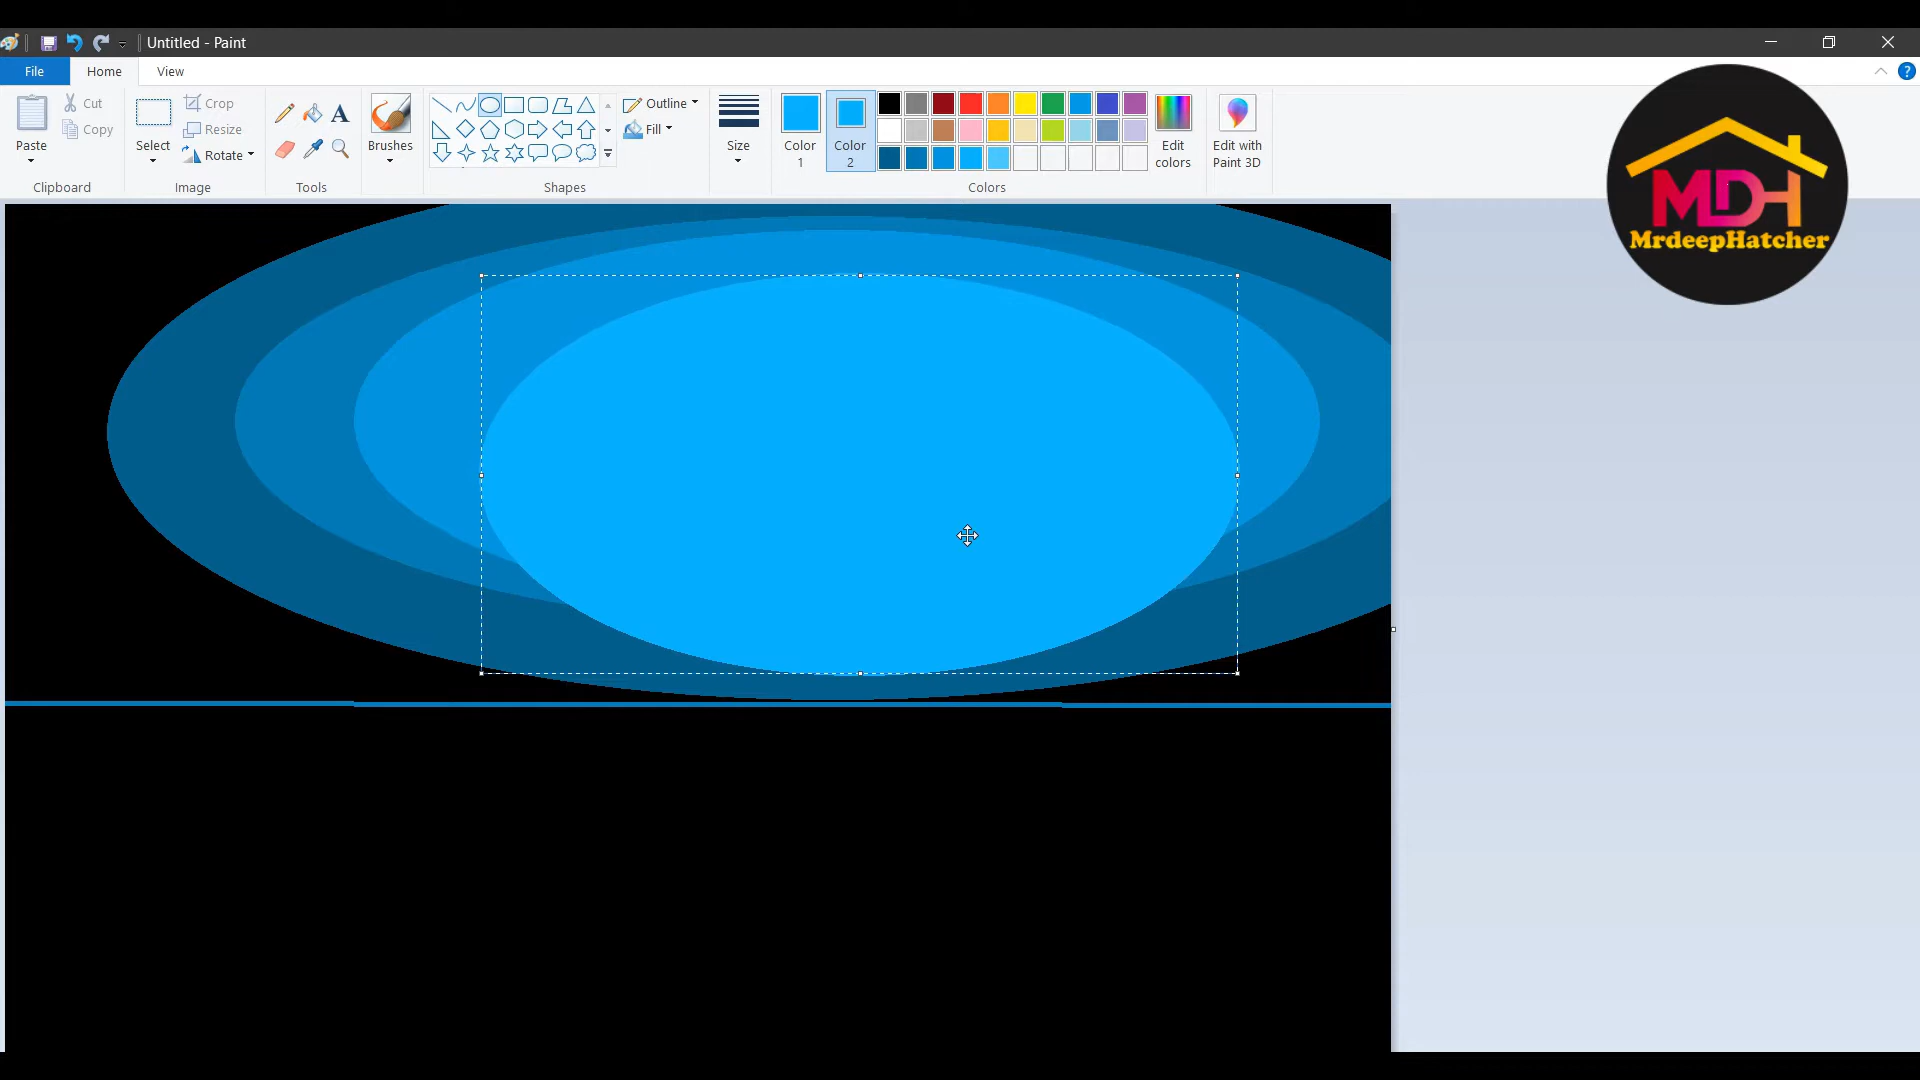 Untitled - Paint
File Home View
Paste
Cut
Copy
Clipboard
Select
Crop
Resize
Rotate
Image
A
Tools
Brushes
Shapes
Outline
Fill
Size
Color
1
Color
2
Colors
Edit
colors
Edit with
Paint 3D
?
MDH
MrdeepHatcher